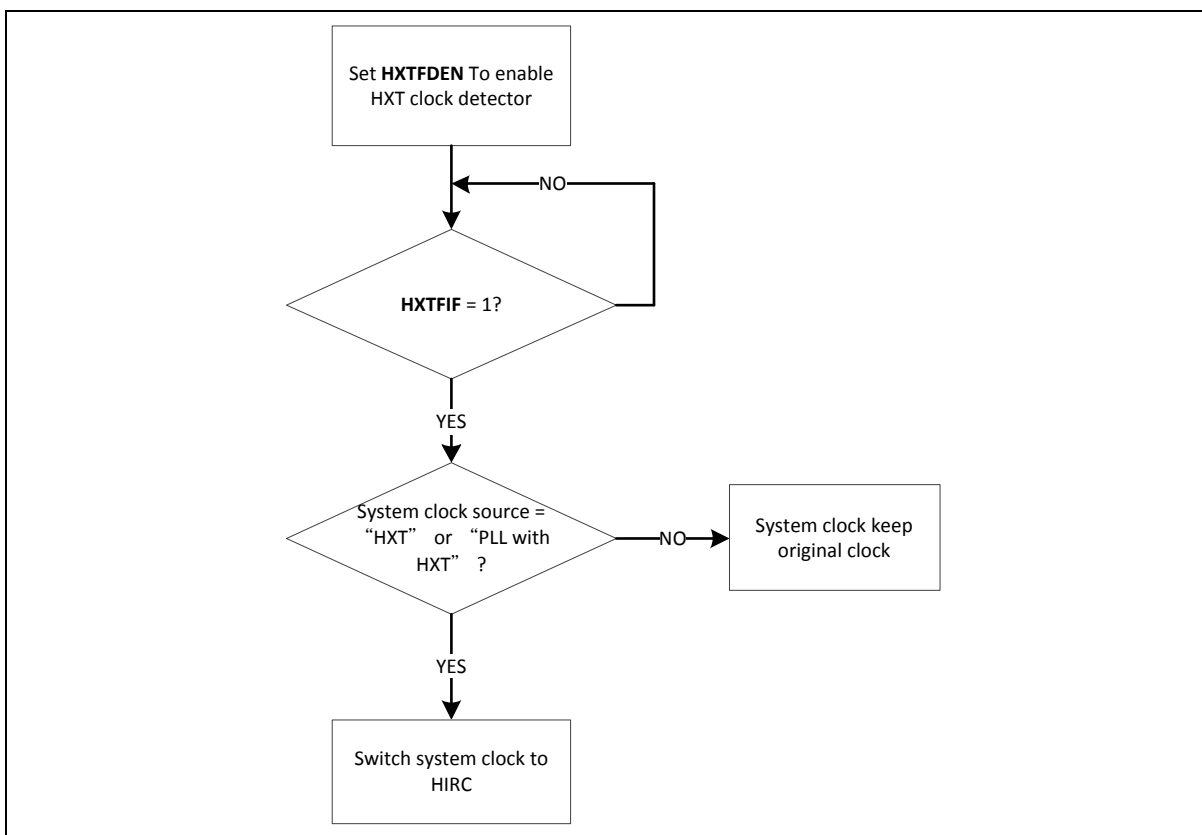 Set HXTFDEN To enable
HXT clock detector
NO
HXTFIF = 1?
YES
System clock source =
“HXT” or “PLL with
HXT” ?
NO
System clock keep
original clock
YES
Switch system clock to
HIRC